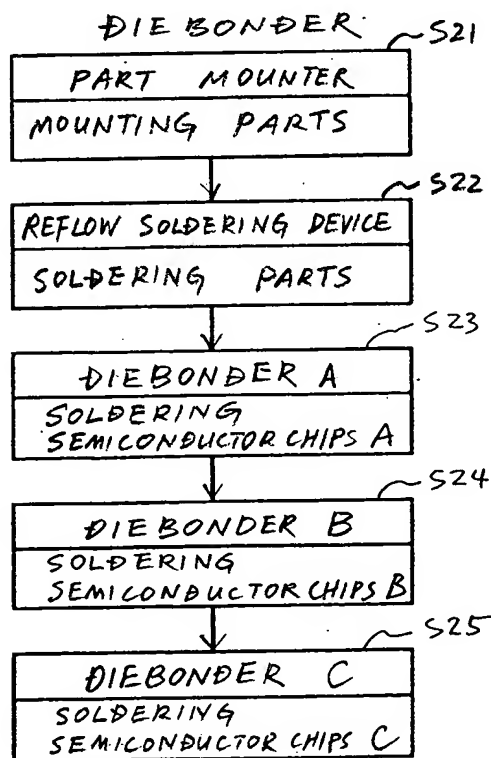 DIEBONDER
S21
PART MOUNTER
MOUNTING PARTS
S22
REFLOW SOLDERING DEVICE
SOLDERING PARTS
S23
DIEBONDER A
SOLDERING
SEMICONDUCTOR CHIPS A
S24
DIEBONDER B
SOLDERING
SEMICONDUCTOR CHIPS B
S25
DIEBONDER C
SOLDERING
SEMICONDUCTOR CHIPS C